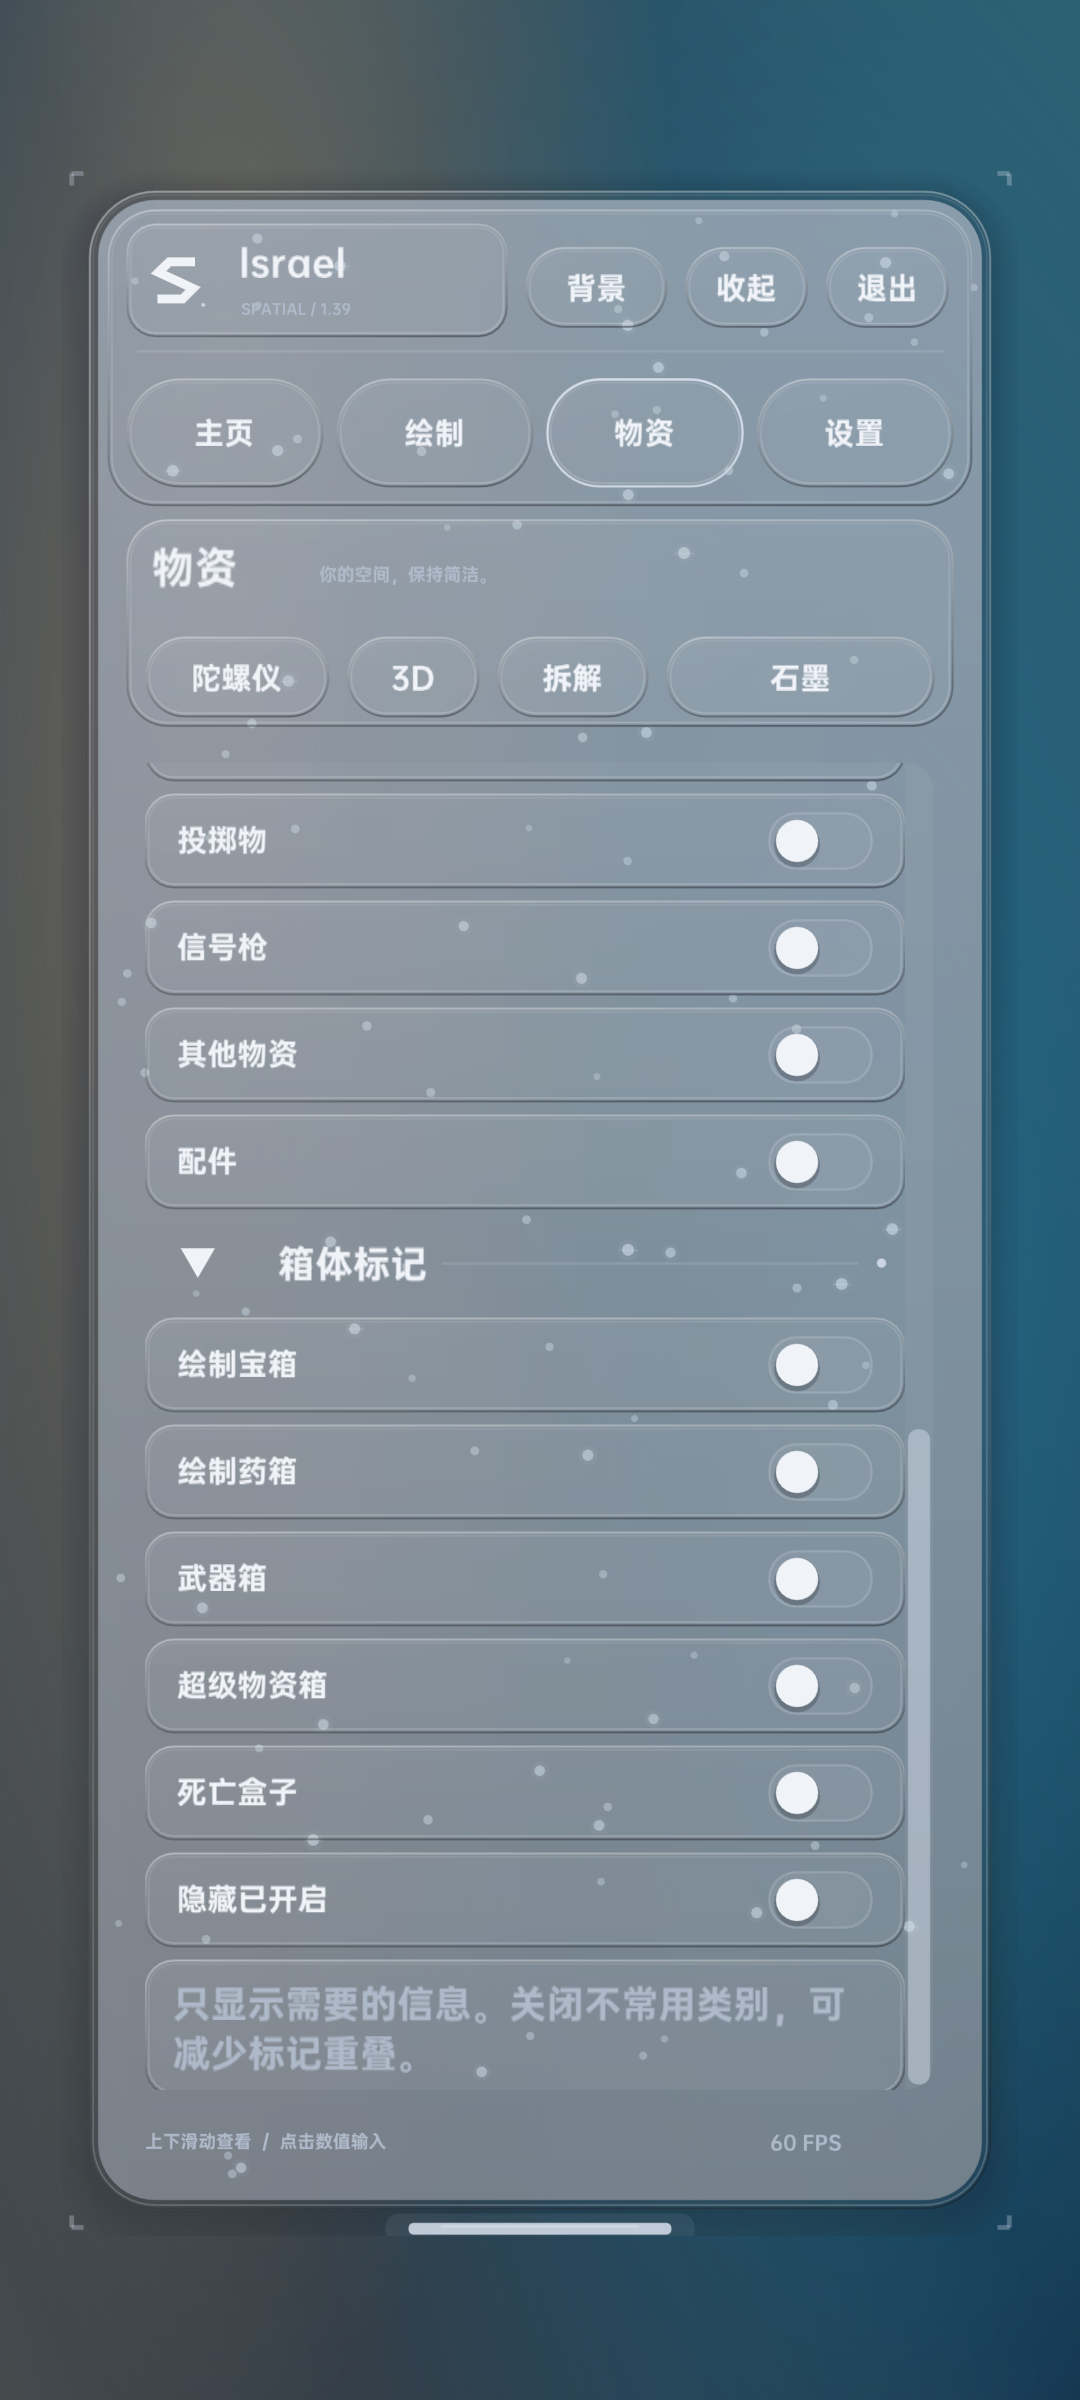 Israel
SPATIAL / 1.39
背景
收起
退出
主页
绘制
物资
设置
物资
你的空间，保持简洁。
陀螺仪
3D
拆解
石墨
投掷物
信号枪
其他物资
配件
箱体标记
绘制宝箱
绘制药箱
武器箱
超级物资箱
死亡盒子
隐藏已开启
只显示需要的信息。关闭不常用类别，可
减少标记重叠。
上下滑动查看 / 点击数值输入
60 FPS